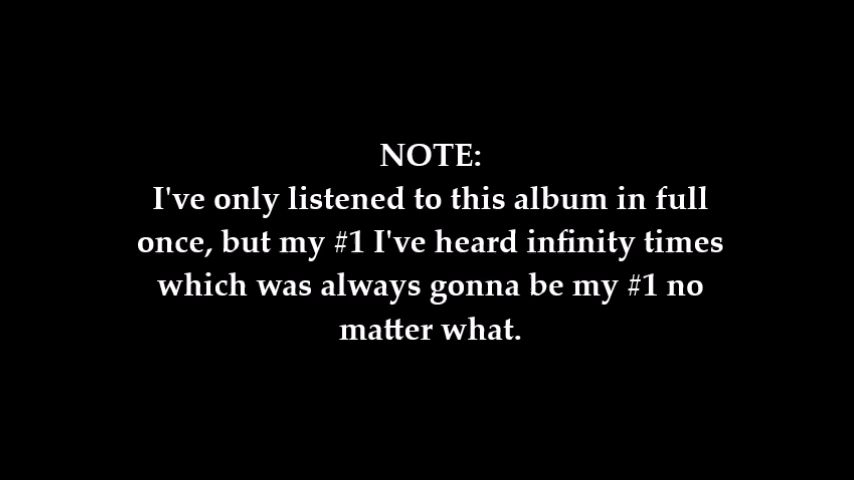 NOTE:
I've only listened to this album in full
once, but my #1 I've heard infinity times
which was always gonna be my #1 no
matter what.